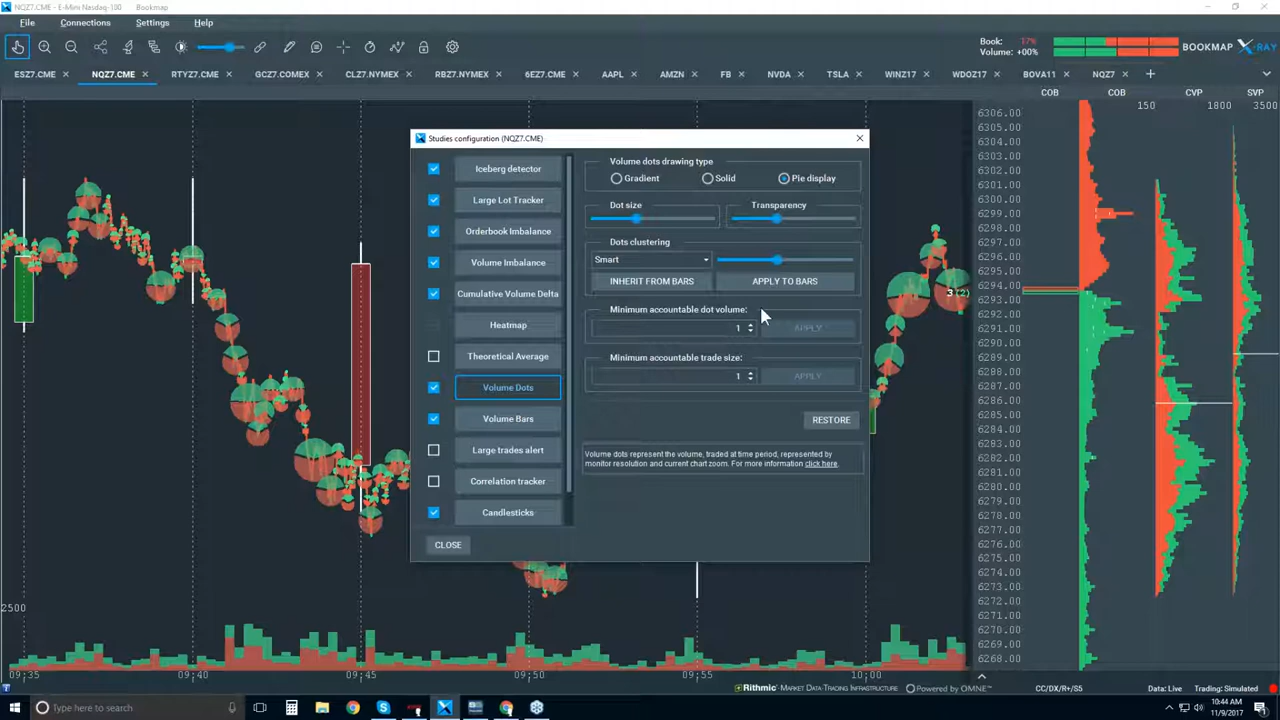 NQZ7.CME - E-Mini Nasdaq-100
Bookmap
File Connections Settings Help
Book: 17%
Volume: +00%
BOOKMAP X-RAY
ESZ7.CME NQZ7.CME RTYZ7.CME GCZ7.COMEX CLZ7.NYMEX RBZ7.NYMEX 6EZ7.CME AAPL AMZN FB NVDA TSLA WINZ17 WDOZ17 BOVA11 NQZ7
COB COB CVP SVP
150 1800 3500
6306.00
6305.00
6304.00
6303.00
6302.00
6301.00
6300.00
6299.00
6298.00
6297.00
6296.00
6295.00
6294.00
6293.00
6292.00
6291.00
6290.00
6289.00
6288.00
6287.00
6286.00
6285.00
6284.00
6283.00
6282.00
6281.00
6280.00
6279.00
6278.00
6277.00
6276.00
6275.00
6274.00
6273.00
6272.00
6271.00
6270.00
6269.00
6268.00
3(2)
Studies configuration (NQZ7.CME)
Iceberg detector
Large Lot Tracker
Orderbook Imbalance
Volume Imbalance
Cumulative Volume Delta
Heatmap
Theoretical Average
Volume Dots
Volume Bars
Large trades alert
Correlation tracker
Candlesticks
CLOSE
Volume dots drawing type
Gradient Solid Pie display
Dot size Transparency
Dots clustering
Smart
INHERIT FROM BARS APPLY TO BARS
Minimum accountable dot volume:
1 APPLY
Minimum accountable trade size:
1 APPLY
RESTORE
Volume dots represent the volume, traded at time period, represented by
monitor resolution and current chart zoom. For more information click here.
2500
09:35 09:40 09:45 09:50 09:55 10:00
Rithmic™ MARKET DATA-TRADING INFRASTRUCTURE Powered by OMNE™ CC/DX/R+/S5 Data: Live Trading: Simulated
Type here to search
10:44 AM
11/9/2017